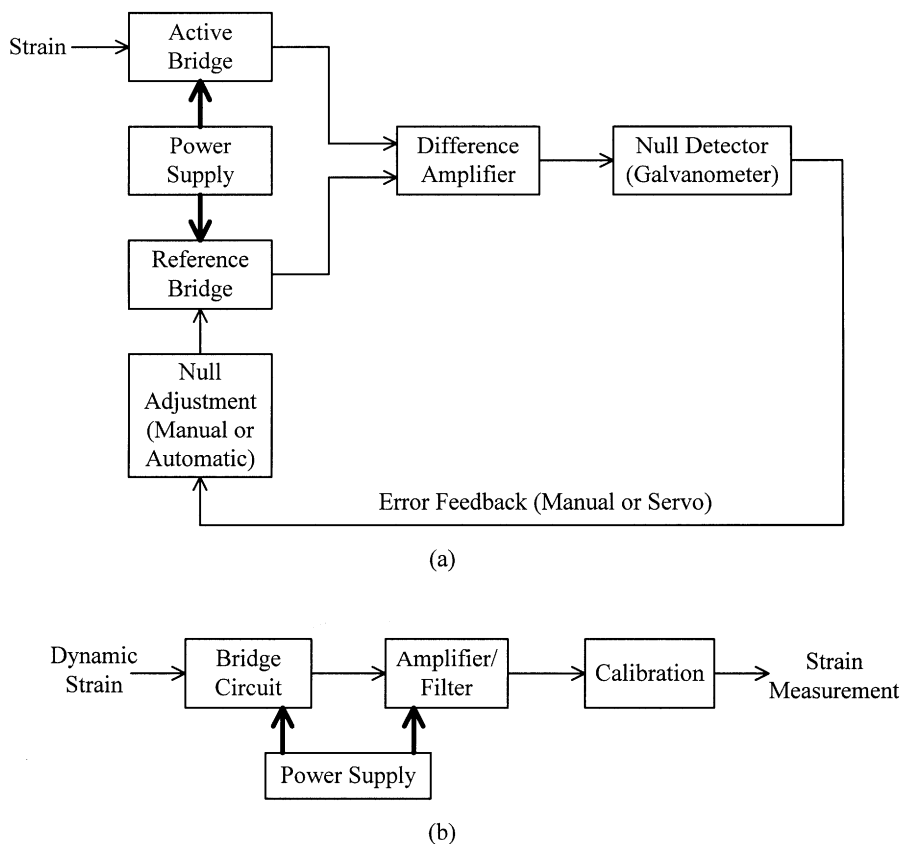 Strain
Active
Bridge
Power
Supply
Reference
Bridge
Null
Adjustment
(Manual or
Automatic)
Difference
Amplifier
Null Detector
(Galvanometer)
Error Feedback (Manual or Servo)
(a)
Dynamic
Strain
Bridge
Circuit
Amplifier/
Filter
Calibration
Strain
Measurement
Power Supply
(b)